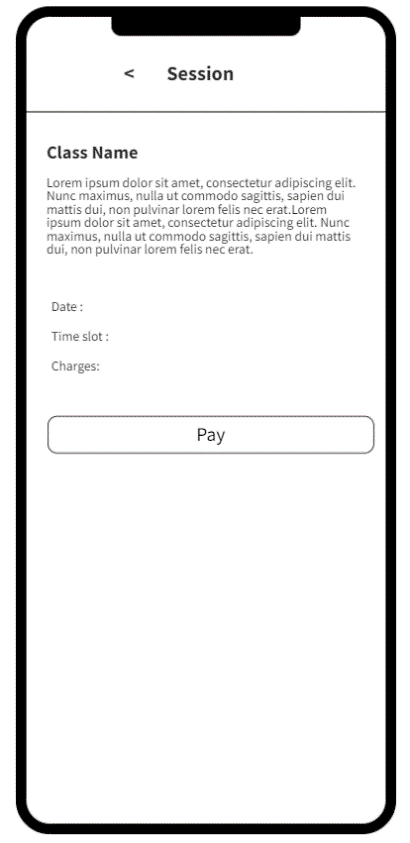 < Session
Class Name
Lorem ipsum dolor sit amet, consectetur adipiscing elit.
Nunc maximus, nulla ut commodo sagittis, sapien dui
mattis dui, non pulvinar lorem felis nec erat.Lorem
ipsum dolor sit amet, consectetur adipiscing elit. Nunc
maximus, nulla ut commodo sagittis, sapien dui mattis
dui, non pulvinar lorem felis nec erat.
Date :
Time slot :
Charges:
Pay